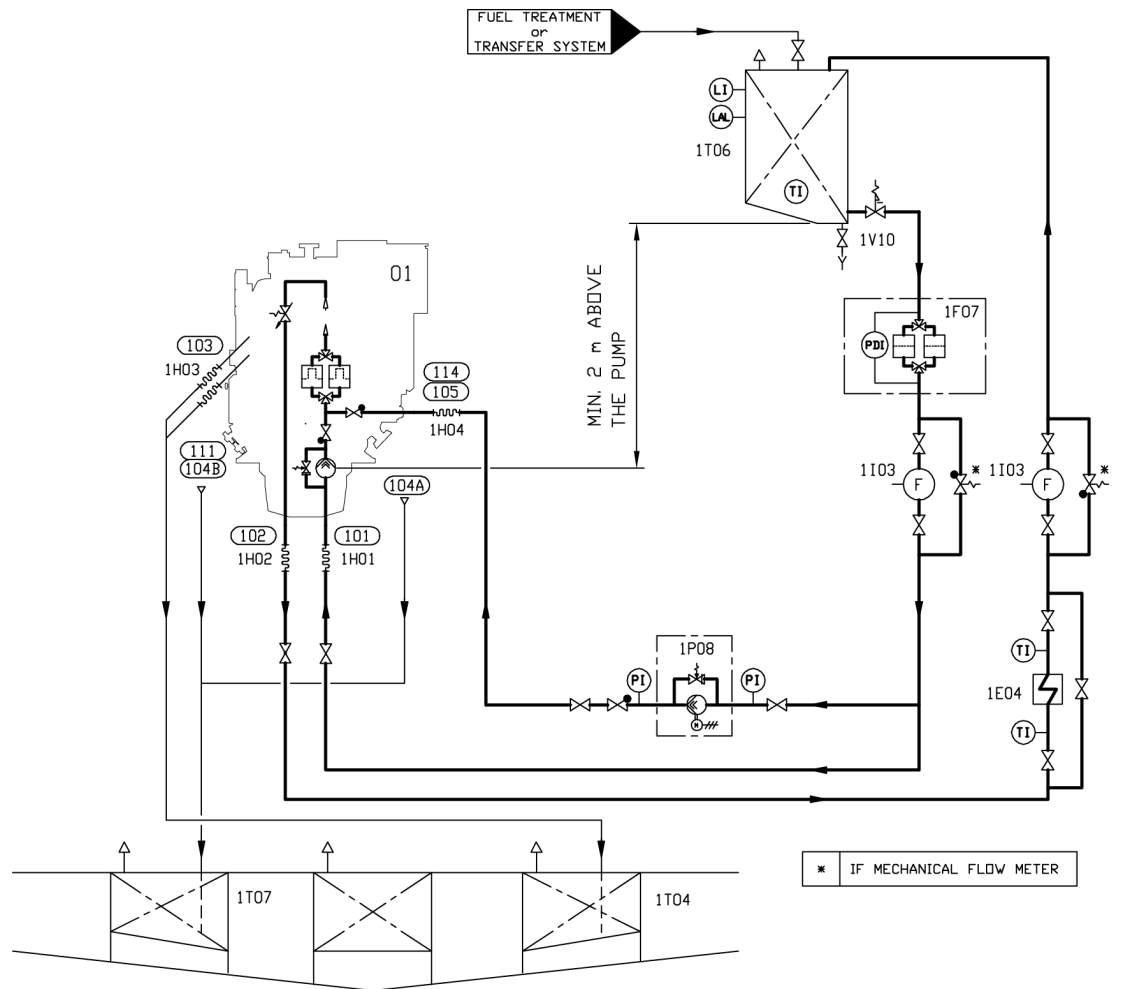 FUEL TREATMENT
or
TRANSFER SYSTEM
LI
LAL
1T06
TI
1V10
01
MIN. 2 m ABOVE
THE PUMP
1F07
PDI
103
1H03
114
105
1H04
111
104B
104A
1I03
F
*
1I03
F
*
102
1H02
101
1H01
1P08
PI
PI
M
TI
1E04
TI
1T07
1T04
* IF MECHANICAL FLOW METER